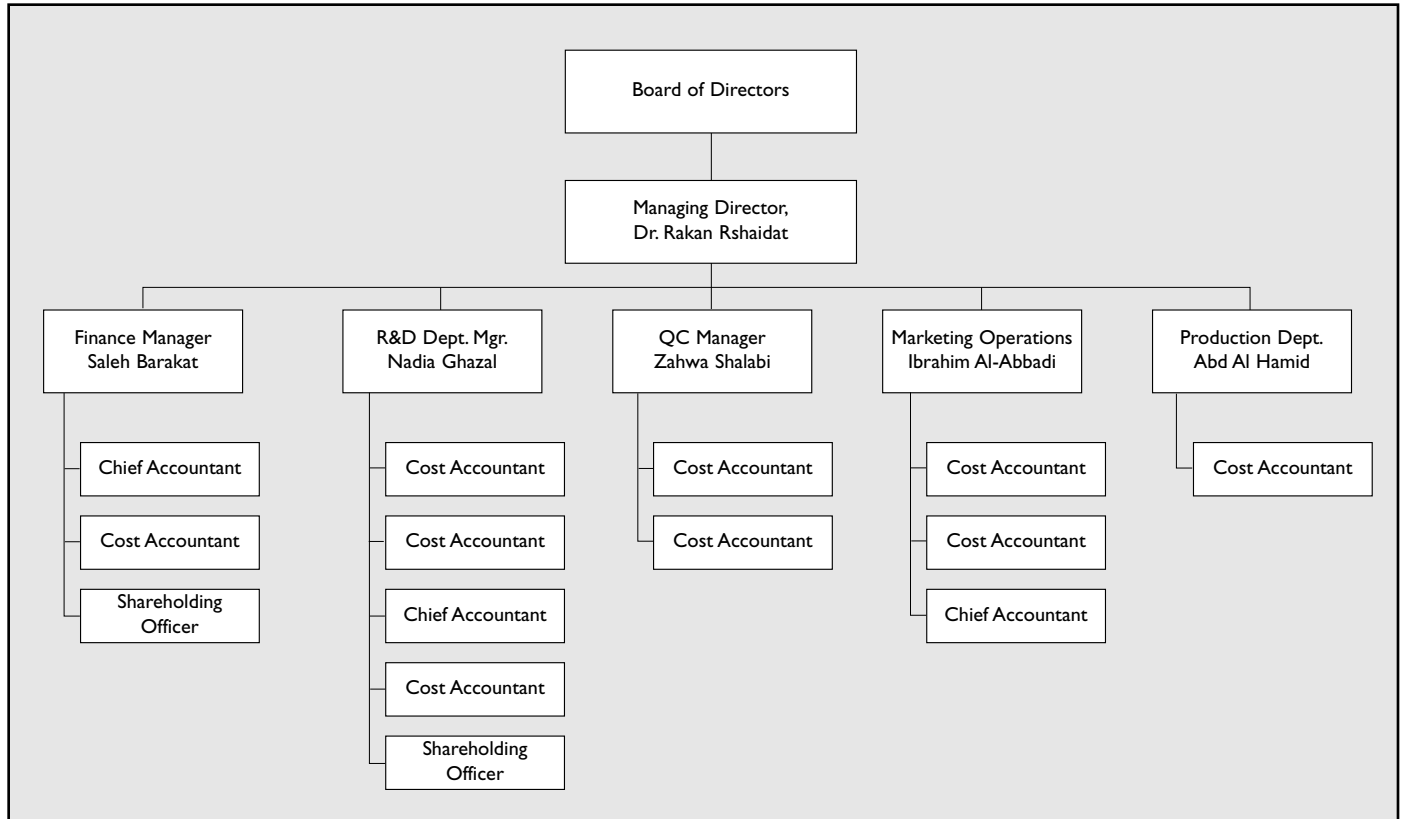 Board of Directors
Managing Director,
Dr. Rakan Rshaidat
Finance Manager
Saleh Barakat
Chief Accountant
Cost Accountant
Shareholding
Officer
R&D Dept. Mgr.
Nadia Ghazal
Cost Accountant
Cost Accountant
Chief Accountant
Cost Accountant
Shareholding
Officer
QC Manager
Zahwa Shalabi
Cost Accountant
Cost Accountant
Marketing Operations
Ibrahim Al-Abbadi
Cost Accountant
Cost Accountant
Chief Accountant
Production Dept.
Abd Al Hamid
Cost Accountant